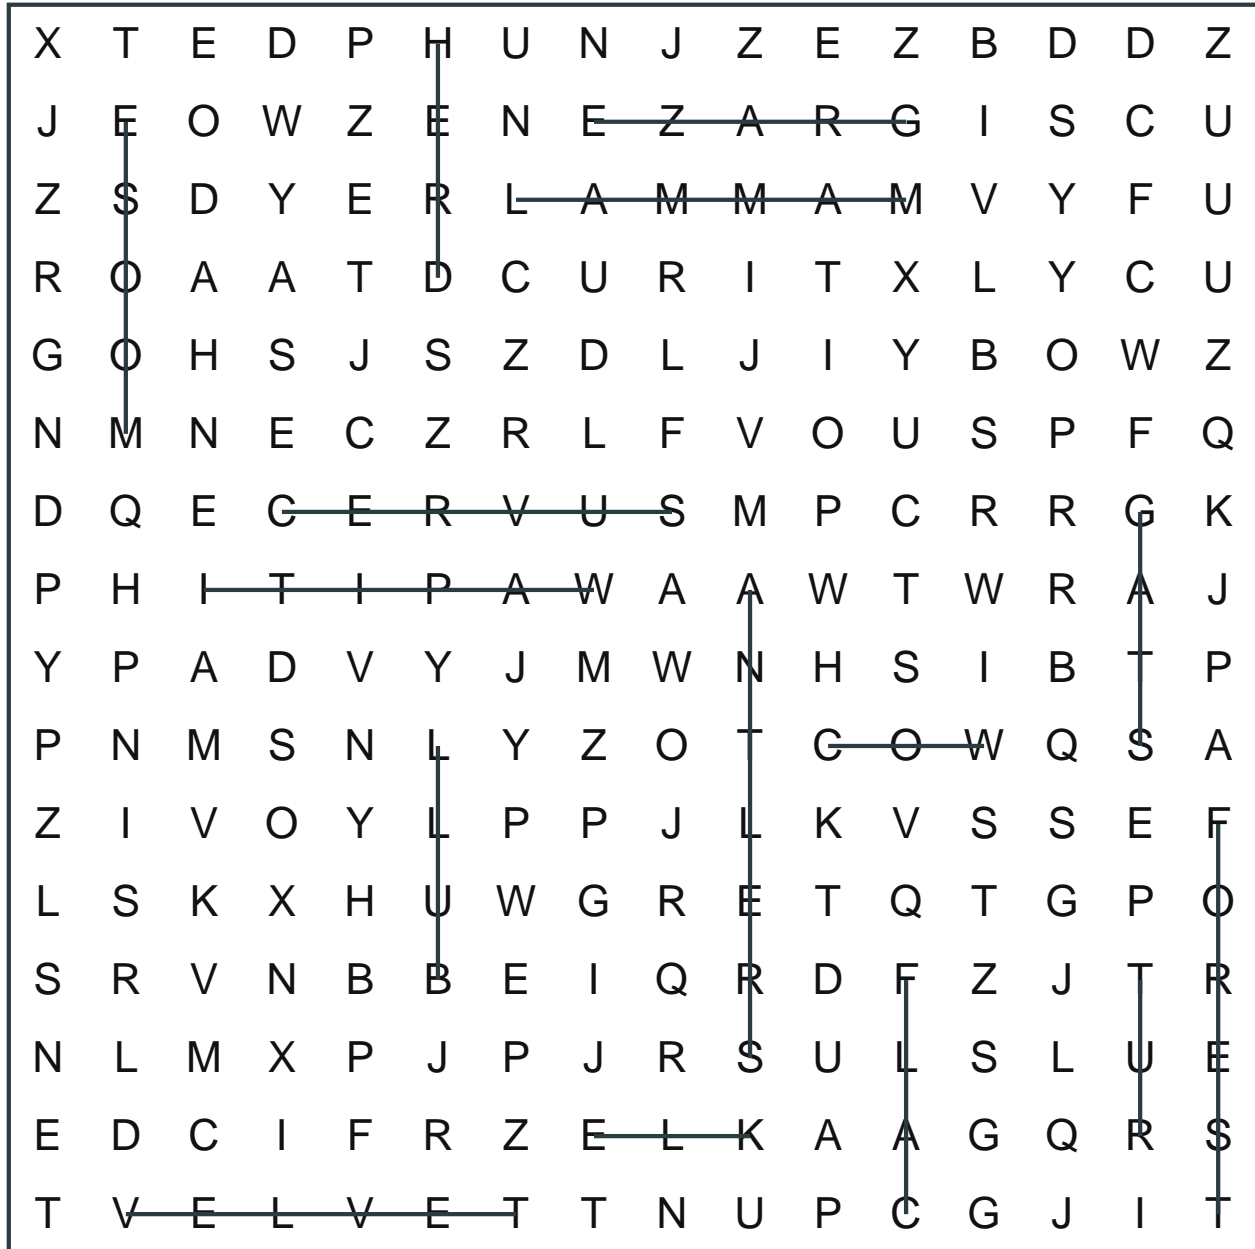 X T E D P H U N J Z E Z B D D Z
J E O W Z E N E Z A R G I S C U
Z S D Y E R L A M M A M V Y F U
R O A A T D C U R I T X L Y C U
G O H S J S Z D L J I Y B O W Z
N M N E C Z R L F V O U S P F Q
D Q E C E R V U S M P C R R G K
P H I T I P A W A A W T W R A J
Y P A D V Y J M W N H S I B T P
P N M S N L Y Z O T C O W Q S A
Z I V O Y L P P J L K V S S E F
L S K X H U W G R E T Q T G P O
S R V N B B E I Q R D F Z J T R
N L M X P J P J R S U L S L U E
E D C I F R Z E L K A A G Q R S
T V E L V E T T N U P C G J I T